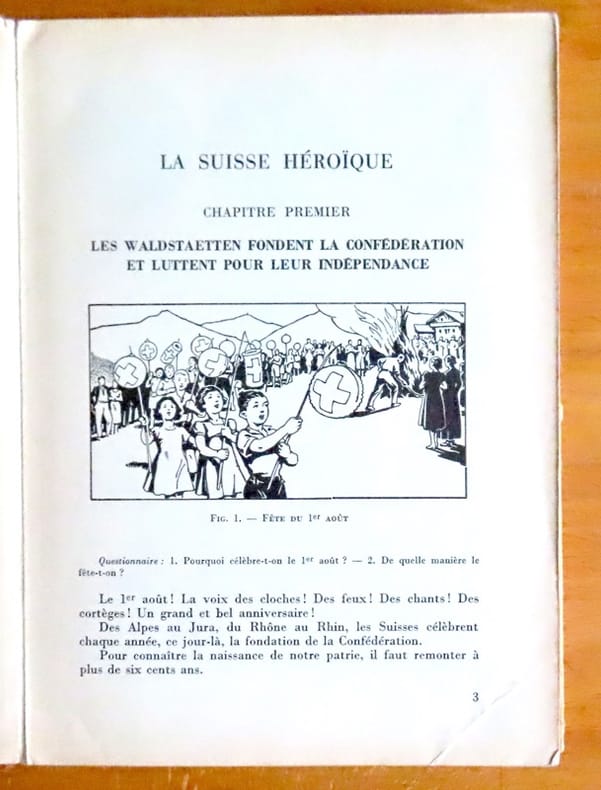 LA SUISSE HÉROÏQUE
CHAPITRE PREMIER
LES WALDSTAETTEN FONDENT LA CONFÉDÉRATION
ET LUTTENT POUR LEUR INDÉPENDANCE
Fig. 1. — Fête du 1er août
Questionnaire : 1. Pourquoi célèbre-t-on le 1er août ? — 2. De quelle manière le
fête-t-on ?
Le 1er août ! La voix des cloches ! Des feux ! Des chants ! Des
cortèges ! Un grand et bel anniversaire !
Des Alpes au Jura, du Rhône au Rhin, les Suisses célèbrent
chaque année, ce jour-là, la fondation de la Confédération.
Pour connaître la naissance de notre patrie, il faut remonter à
plus de six cents ans.
3